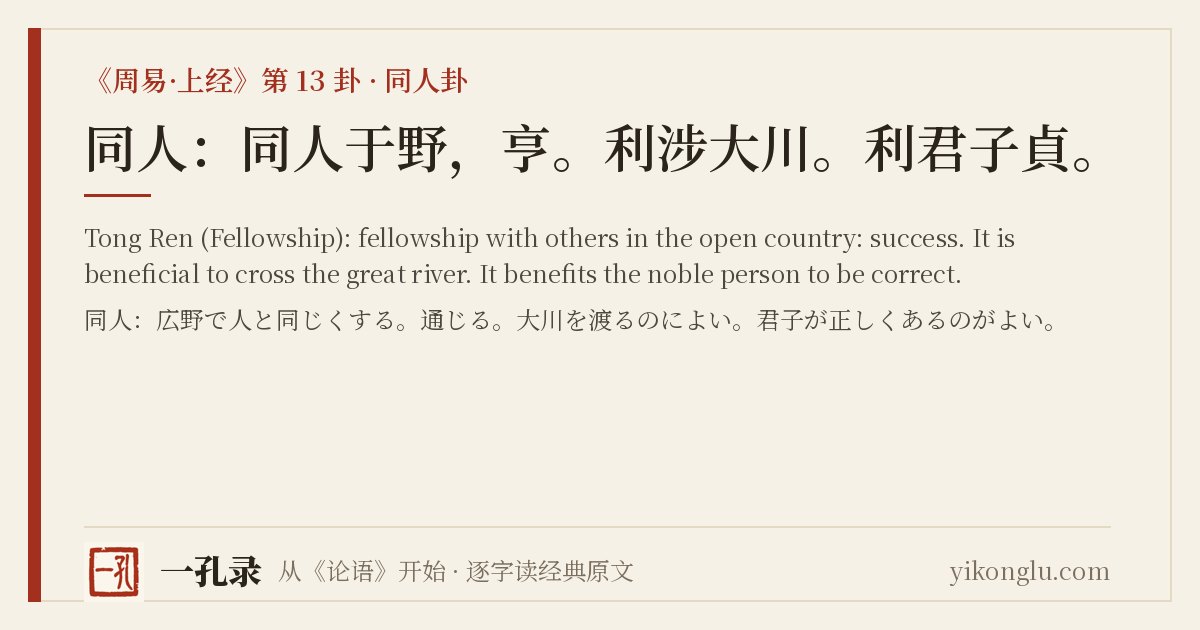 《周易·上经》第 13 卦 · 同人卦
同人：同人于野，亨。利涉大川。利君子貞。
Tong Ren (Fellowship): fellowship with others in the open country: success. It is
beneficial to cross the great river. It benefits the noble person to be correct.
同人：広野で人と同じくする。通じる。大川を渡るのによい。君子が正しくあるのがよい。
一孔
一孔录 从《论语》开始 · 逐字读经典原文 yikonglu.com